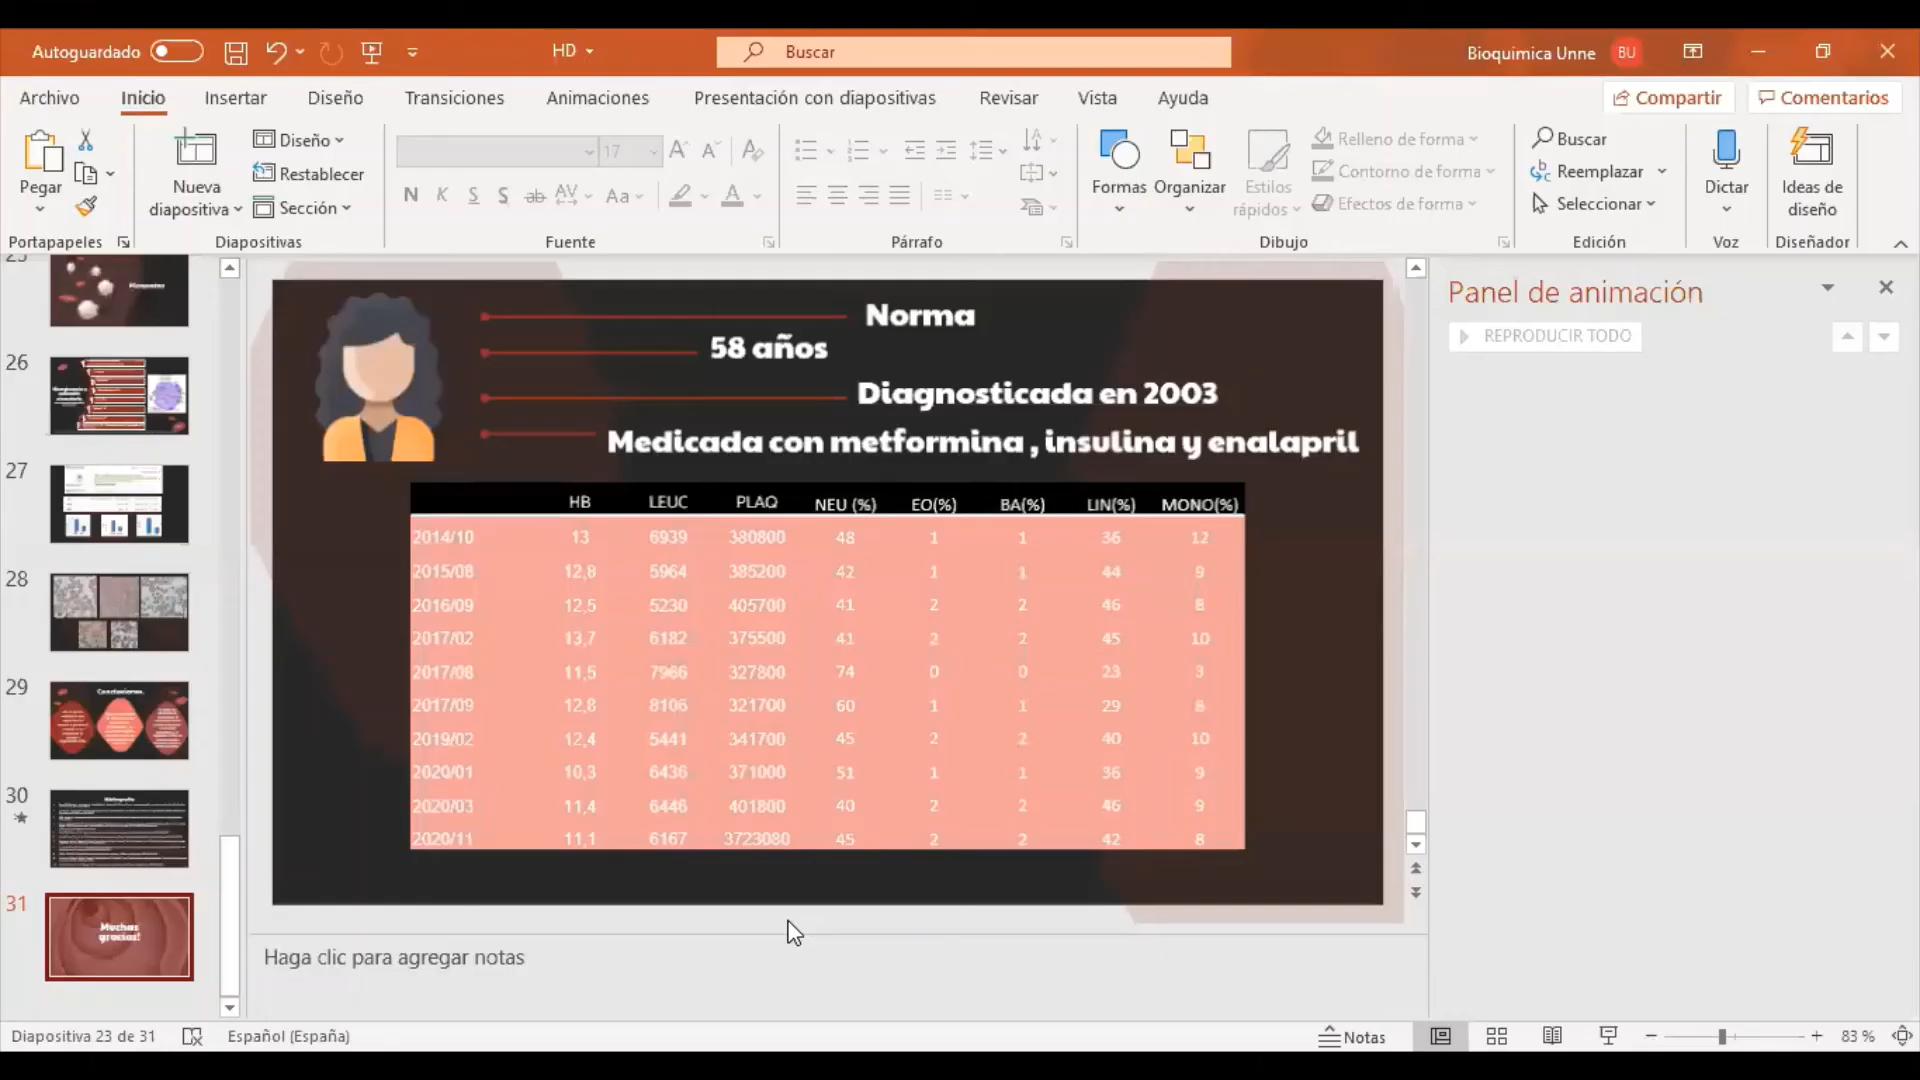 Autoguardado
HD
Buscar
Bioquimica Unne
BU
Archivo
Inicio
Insertar
Diseño
Transiciones
Animaciones
Presentación con diapositivas
Revisar
Vista
Ayuda
Compartir
Comentarios
Pegar
Portapapeles
Nueva
diapositiva
Diseño
Restablecer
Sección
Diapositivas
17
N K S S ab AV Aa A
Fuente
Párrafo
Formas
Organizar
Estilos
rápidos
Relleno de forma
Contorno de forma
Efectos de forma
Dibujo
Buscar
Reemplazar
Seleccionar
Edición
Dictar
Voz
Ideas de
diseño
Diseñador
25
26
27
28
29
Conclusiones
30
31
Muchas
gracias!
Norma
58 años
Diagnosticada en 2003
Medicada con metformina , insulina y enalapril
HB LEUC PLAQ NEU (%) EO(%) BA(%) LIN(%) MONO(%)
2014/10 13 6939 380800 48 1 1 36 12
2015/08 12,8 5964 385200 42 1 1 44 9
2016/09 12,5 5230 405700 41 2 2 46 8
2017/02 13,7 6182 375500 41 2 2 45 10
2017/08 11,5 7966 327800 74 0 0 23 3
2017/09 12,8 8106 321700 60 1 1 29 8
2019/02 12,4 5441 341700 45 2 2 40 10
2020/01 10,3 6436 371000 51 1 1 36 9
2020/03 11,4 6446 401800 40 2 2 46 9
2020/11 11,1 6167 3723080 45 2 2 42 8
Panel de animación
REPRODUCIR TODO
Haga clic para agregar notas
Diapositiva 23 de 31
Español (España)
Notas
83 %